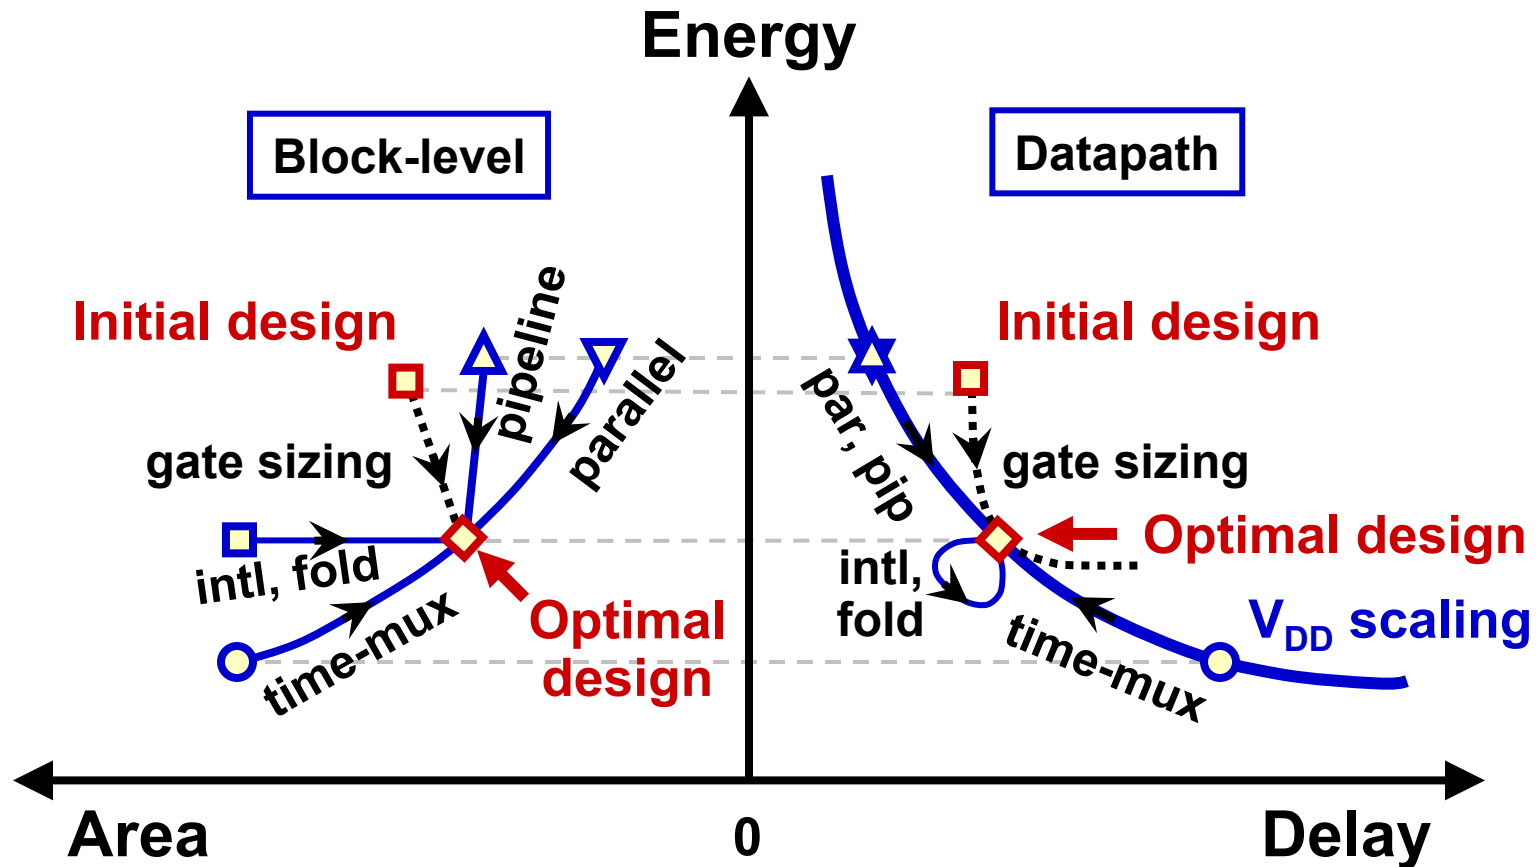 Energy
Block-level
Datapath
Initial design
pipeline
parallel
gate sizing
intl, fold
time-mux
Optimal
design
Initial design
par, pip
gate sizing
Optimal design
intl,
fold
time-mux
VDD scaling
Area
0
Delay